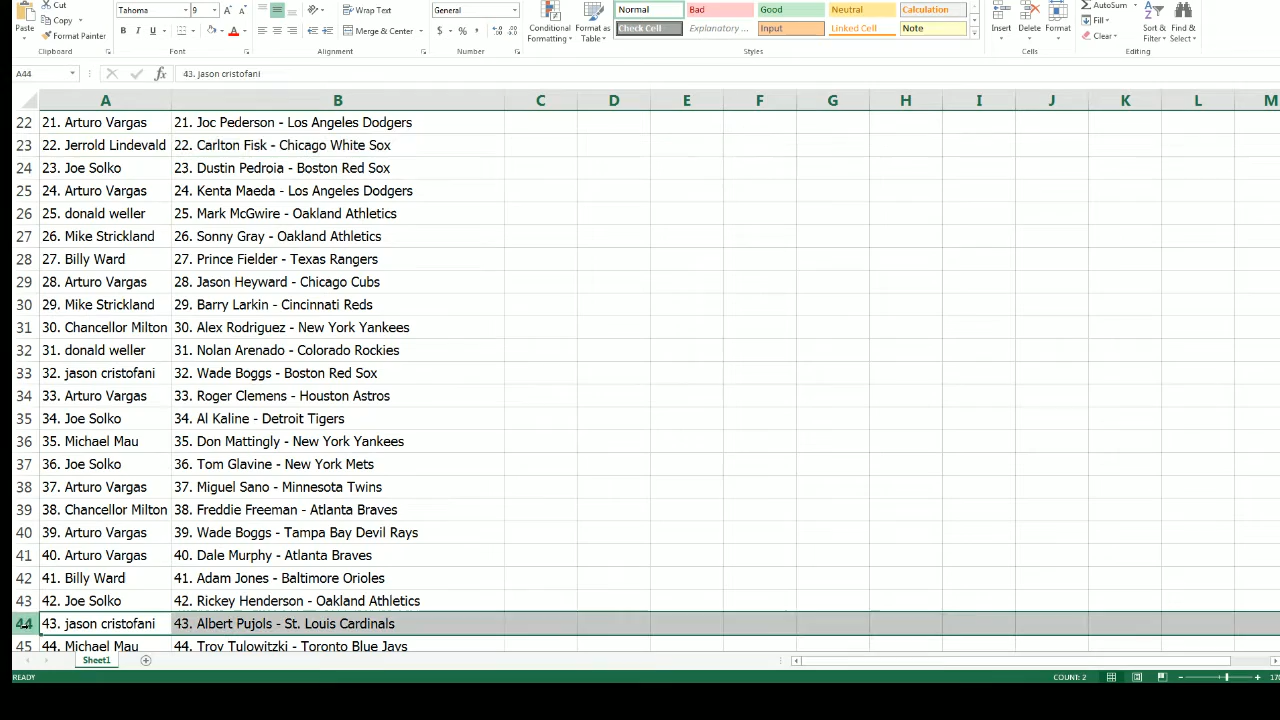 Cut
Tahoma 9 A A Wrap Text General Normal Bad Good Neutral Calculation AutoSum
Paste Copy Insert Delete Format Fill Sort & Find &
Format Painter B I U A Merge & Center $ % , Conditional Format as Check Cell Explanatory ... Input Linked Cell Note Clear Filter Select
Formatting Table
Clipboard Font Alignment Number Styles Cells Editing
A44 fx 43. jason cristofani
A B C D E F G H I J K L M
22 21. Arturo Vargas 21. Joc Pederson - Los Angeles Dodgers
23 22. Jerrold Lindevald 22. Carlton Fisk - Chicago White Sox
24 23. Joe Solko 23. Dustin Pedroia - Boston Red Sox
25 24. Arturo Vargas 24. Kenta Maeda - Los Angeles Dodgers
26 25. donald weller 25. Mark McGwire - Oakland Athletics
27 26. Mike Strickland 26. Sonny Gray - Oakland Athletics
28 27. Billy Ward 27. Prince Fielder - Texas Rangers
29 28. Arturo Vargas 28. Jason Heyward - Chicago Cubs
30 29. Mike Strickland 29. Barry Larkin - Cincinnati Reds
31 30. Chancellor Milton 30. Alex Rodriguez - New York Yankees
32 31. donald weller 31. Nolan Arenado - Colorado Rockies
33 32. jason cristofani 32. Wade Boggs - Boston Red Sox
34 33. Arturo Vargas 33. Roger Clemens - Houston Astros
35 34. Joe Solko 34. Al Kaline - Detroit Tigers
36 35. Michael Mau 35. Don Mattingly - New York Yankees
37 36. Joe Solko 36. Tom Glavine - New York Mets
38 37. Arturo Vargas 37. Miguel Sano - Minnesota Twins
39 38. Chancellor Milton 38. Freddie Freeman - Atlanta Braves
40 39. Arturo Vargas 39. Wade Boggs - Tampa Bay Devil Rays
41 40. Arturo Vargas 40. Dale Murphy - Atlanta Braves
42 41. Billy Ward 41. Adam Jones - Baltimore Orioles
43 42. Joe Solko 42. Rickey Henderson - Oakland Athletics
44 43. jason cristofani 43. Albert Pujols - St. Louis Cardinals
45 44. Michael Mau 44. Troy Tulowitzki - Toronto Blue Jays
Sheet1
READY COUNT: 2